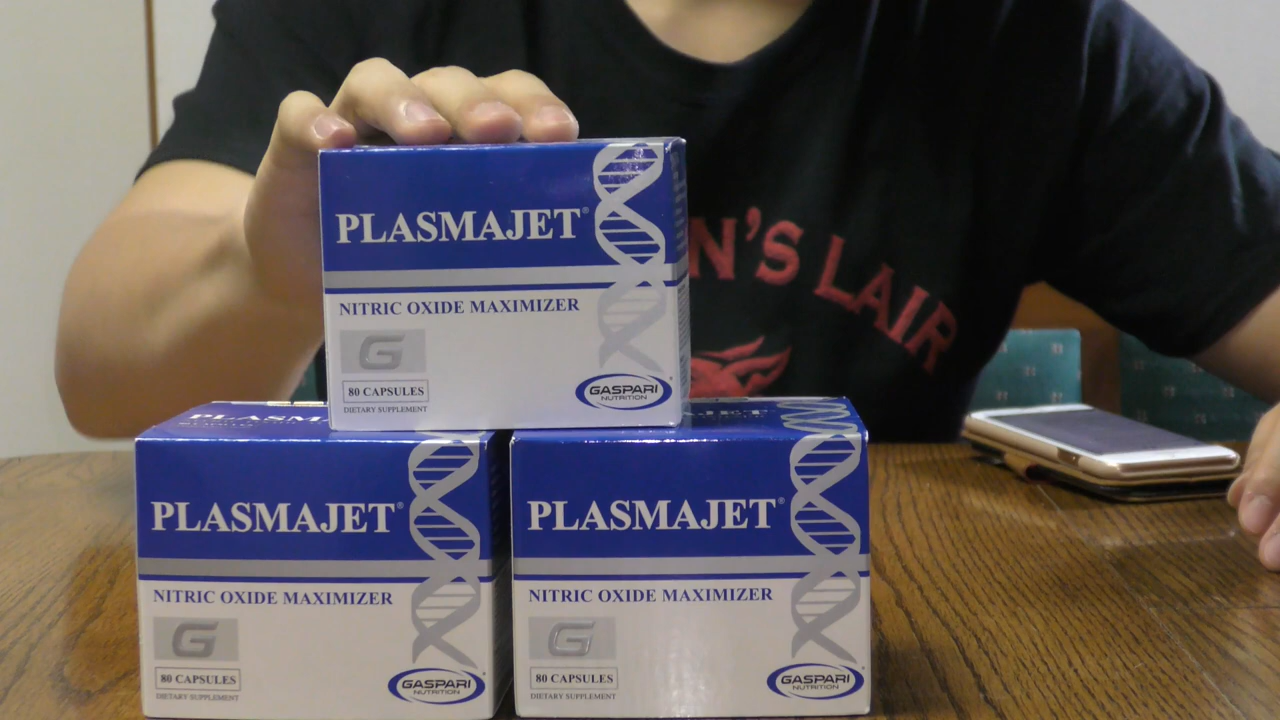 PLASMAJET®
NITRIC OXIDE MAXIMIZER
G
80 CAPSULES
DIETARY SUPPLEMENT
GASPARI
NUTRITION
N'S LAIR
PLASMAJET®
NITRIC OXIDE MAXIMIZER
G
80 CAPSULES
DIETARY SUPPLEMENT
GASPARI
NUTRITION
PLASMAJET®
NITRIC OXIDE MAXIMIZER
G
80 CAPSULES
DIETARY SUPPLEMENT
GASPARI
NUTRITION